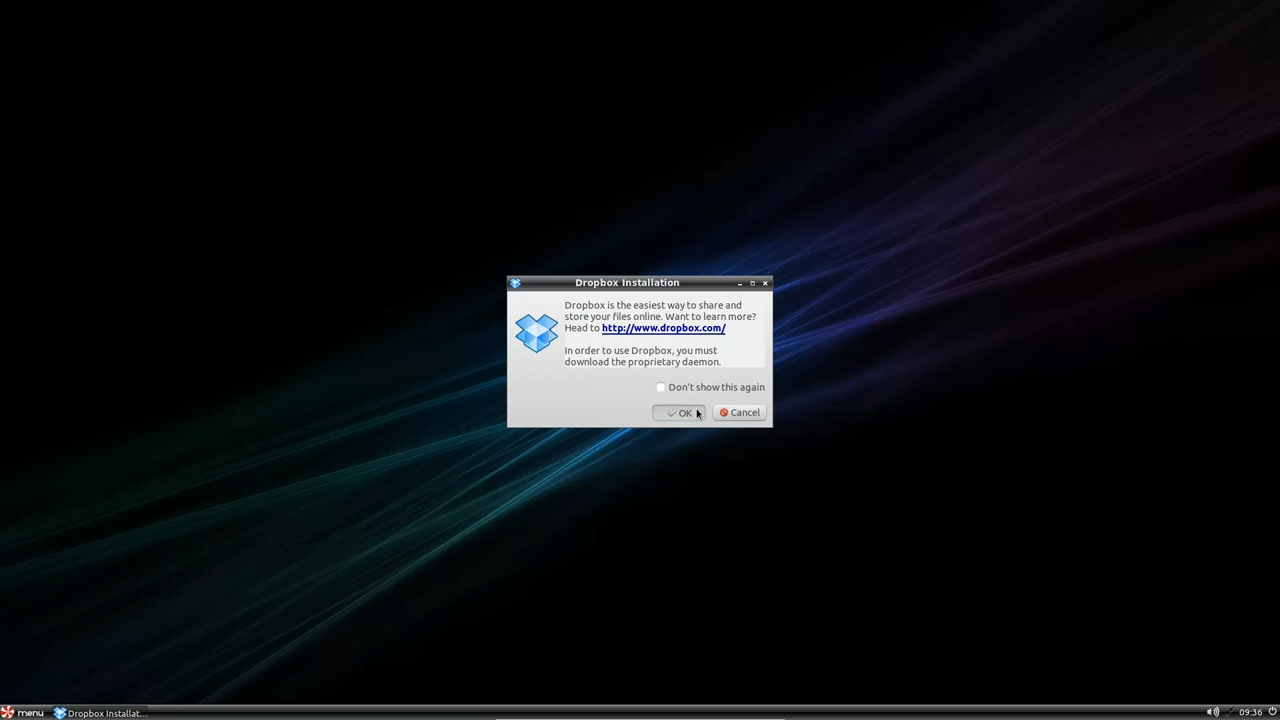 Dropbox Installation
Dropbox is the easiest way to share and
store your files online. Want to learn more?
Head to http://www.dropbox.com/
In order to use Dropbox, you must
download the proprietary daemon.
Don't show this again
OK
Cancel
menu
Dropbox Installat...
09:36